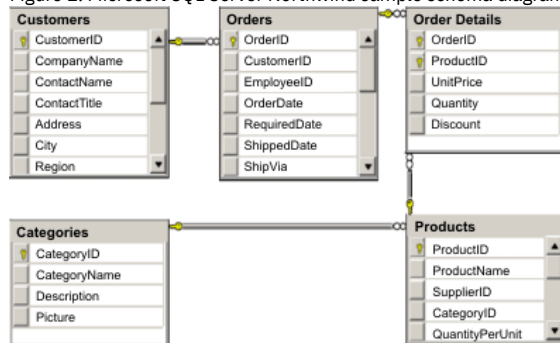 Figure 2. Microsoft SQL Server Northwind sample schema diagram
Customers
CustomerID
CompanyName
ContactName
ContactTitle
Address
City
Region
Orders
OrderID
CustomerID
EmployeeID
OrderDate
RequiredDate
ShippedDate
ShipVia
Order Details
OrderID
ProductID
UnitPrice
Quantity
Discount
Categories
CategoryID
CategoryName
Description
Picture
Products
ProductID
ProductName
SupplierID
CategoryID
QuantityPerUnit